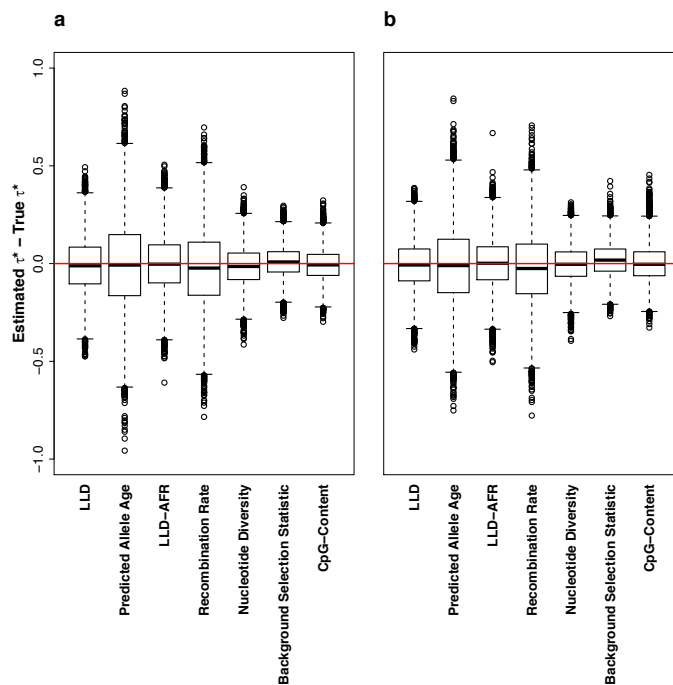 a
b
Estimated τ* − True τ*
1.0
0.5
0.0
−0.5
−1.0
LLD
Predicted Allele Age
LLD−AFR
Recombination Rate
Nucleotide Diversity
Background Selection Statistic
CpG−Content
LLD
Predicted Allele Age
LLD−AFR
Recombination Rate
Nucleotide Diversity
Background Selection Statistic
CpG−Content